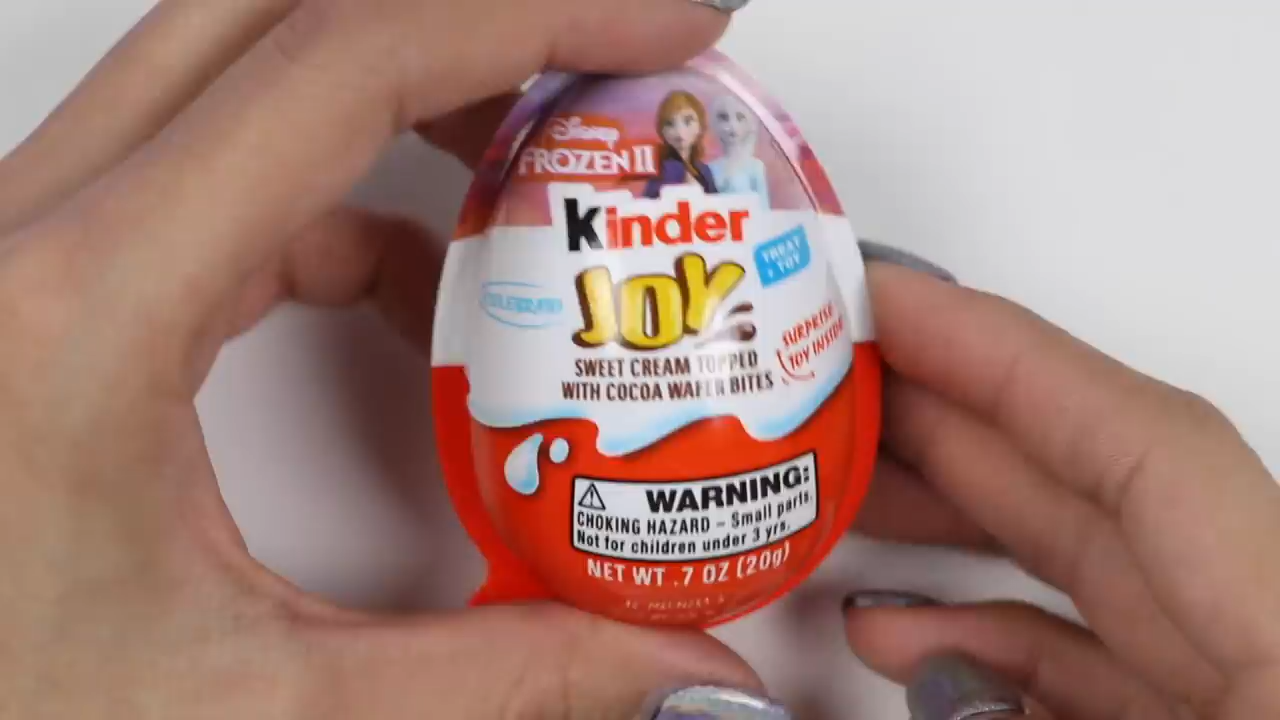 Disney
FROZEN II
Kinder
JOY
TREAT
+ TOY
SURPRISE
TOY INSIDE
SWEET CREAM TOPPED
WITH COCOA WAFER BITES
WARNING:
CHOKING HAZARD – Small parts.
Not for children under 3 yrs.
NET WT .7 OZ (20g)